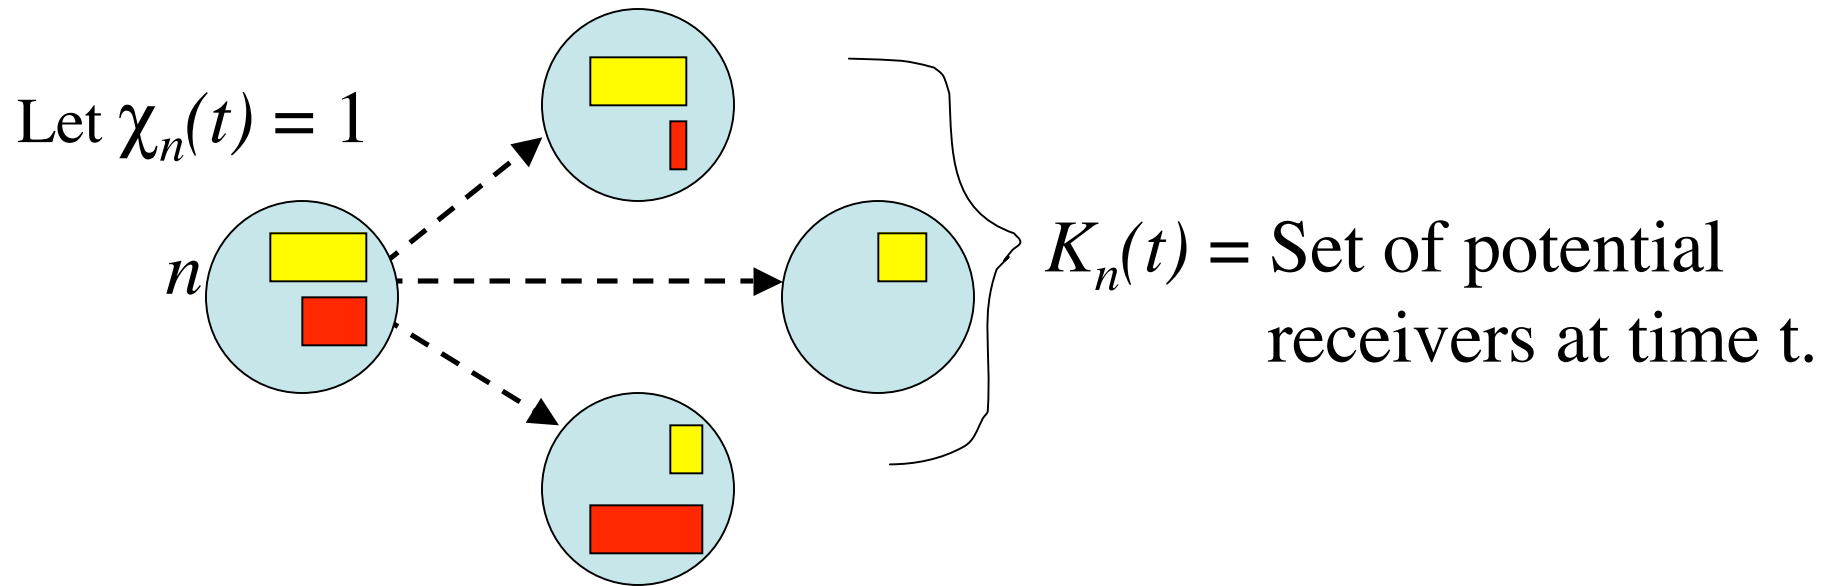 Let χₙ(t) = 1
n
Kₙ(t) = Set of potential
receivers at time t.